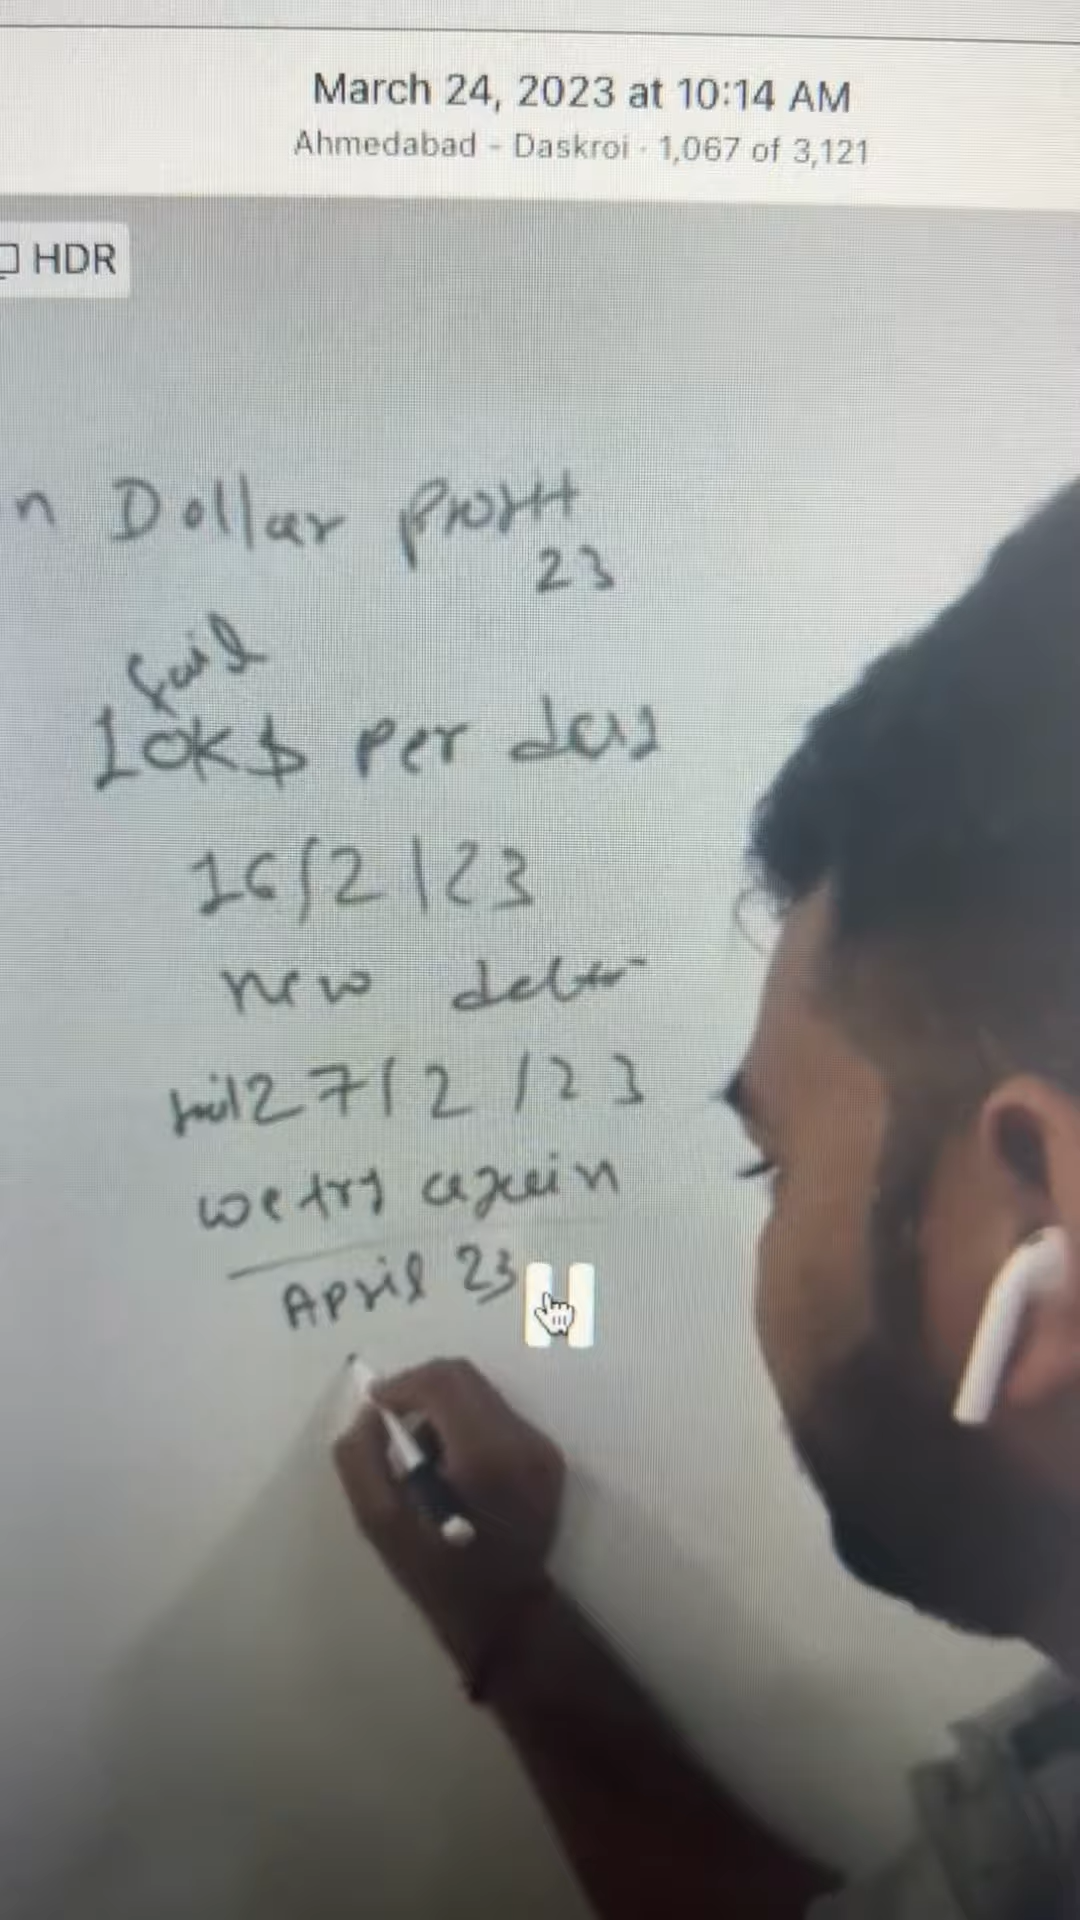 March 24, 2023 at 10:14 AM
Ahmedabad - Daskroi · 1,067 of 3,121
HDR
n Dollar profit
23
fail
10K$ per day
16/2/23
new date
fail 27/2/23
we try again
April 23